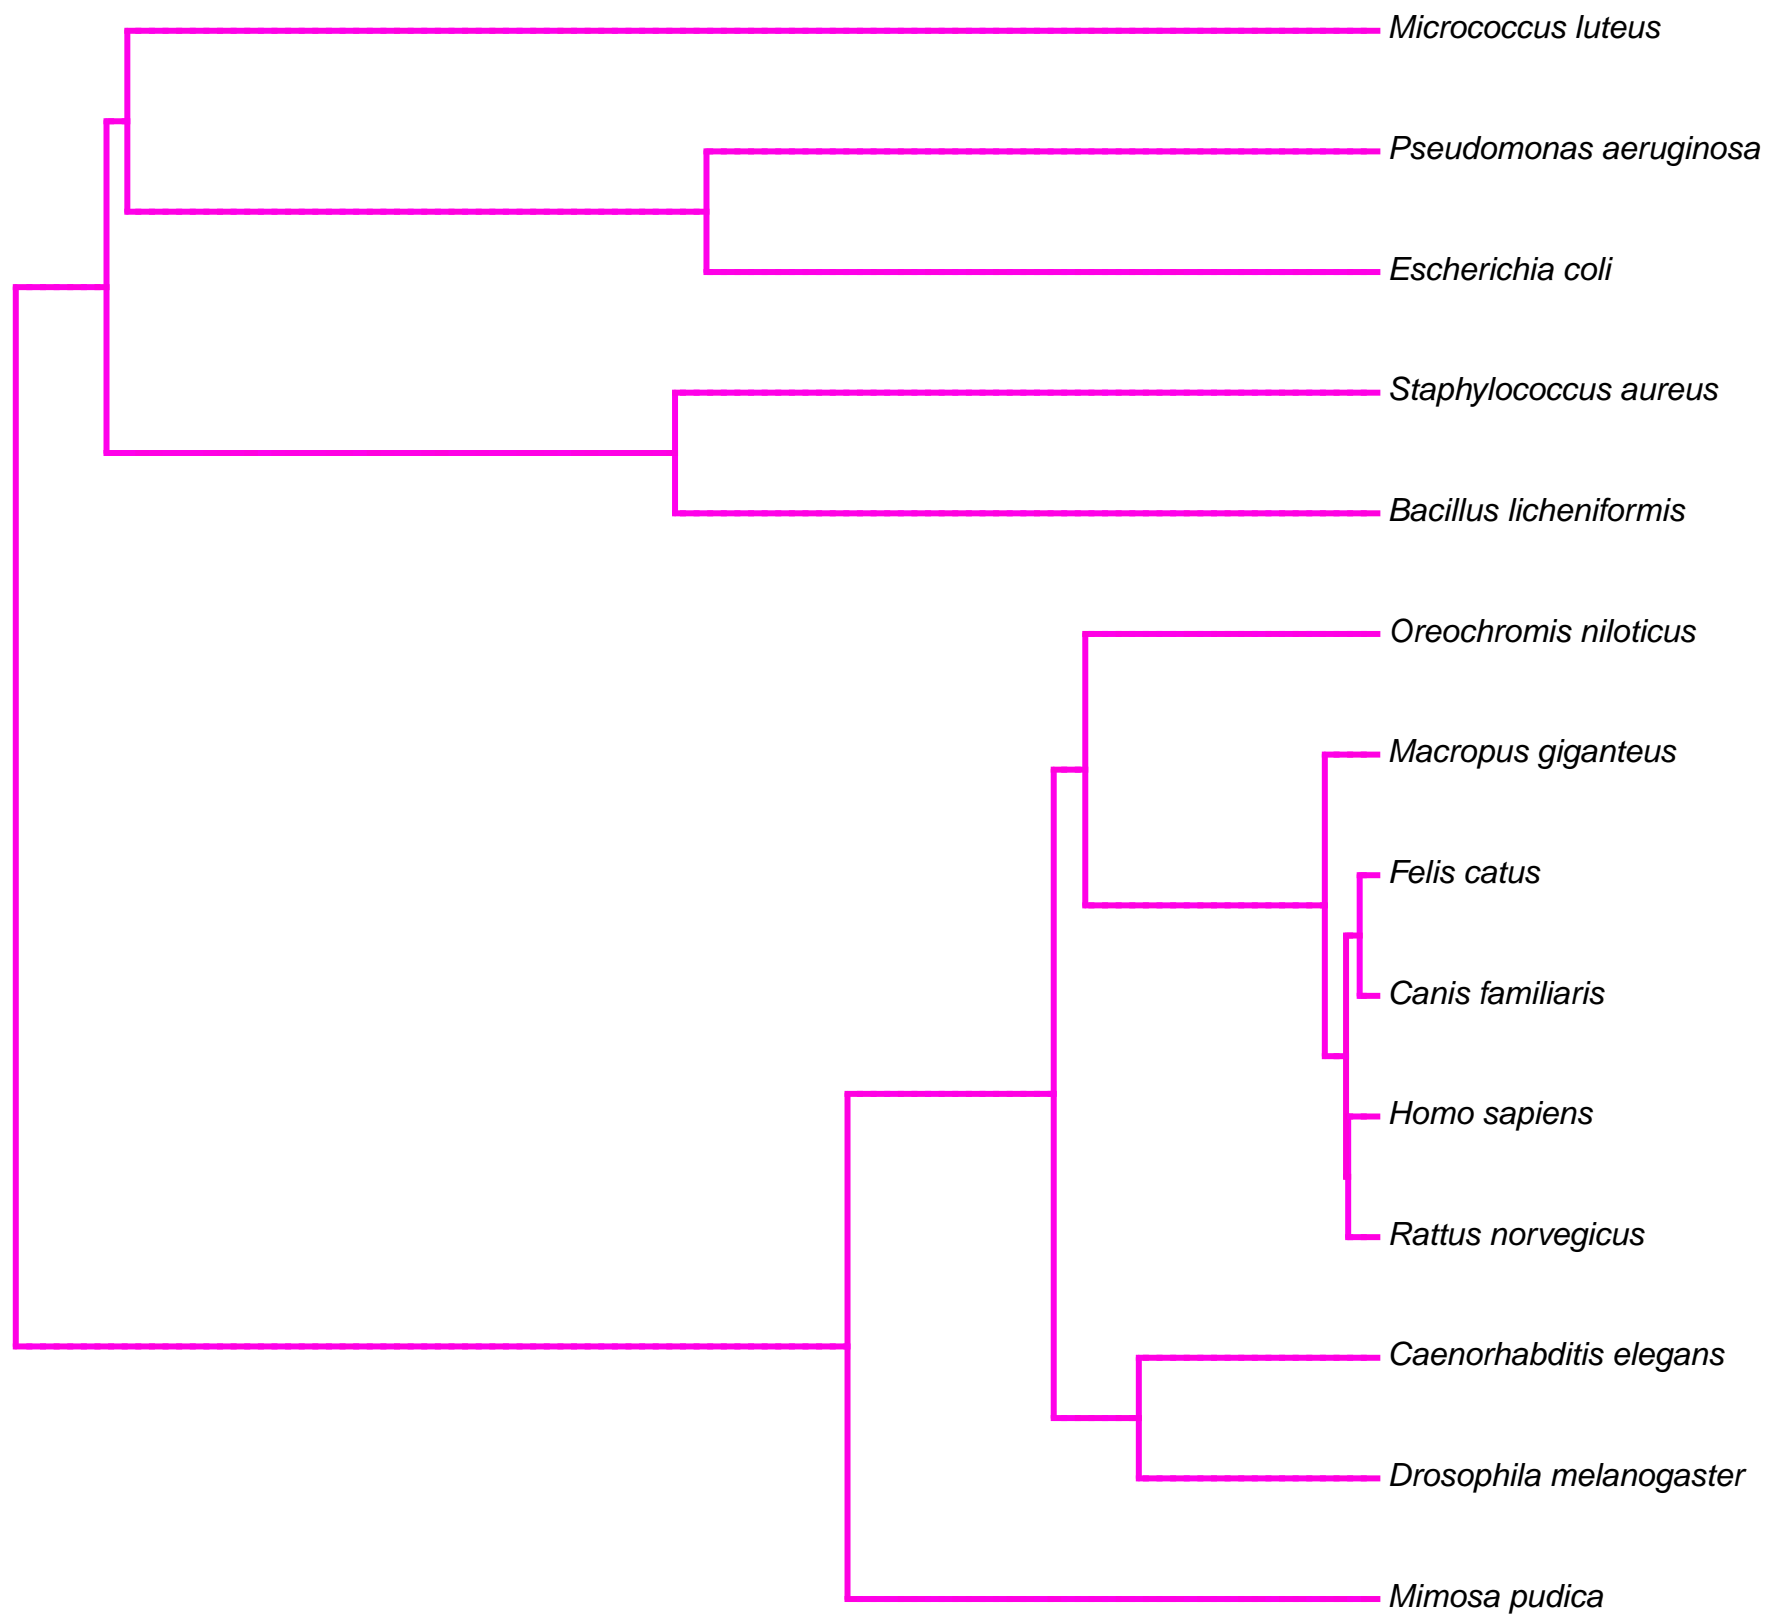 Micrococcus luteus
Pseudomonas aeruginosa
Escherichia coli
Staphylococcus aureus
Bacillus licheniformis
Oreochromis niloticus
Macropus giganteus
Felis catus
Canis familiaris
Homo sapiens
Rattus norvegicus
Caenorhabditis elegans
Drosophila melanogaster
Mimosa pudica